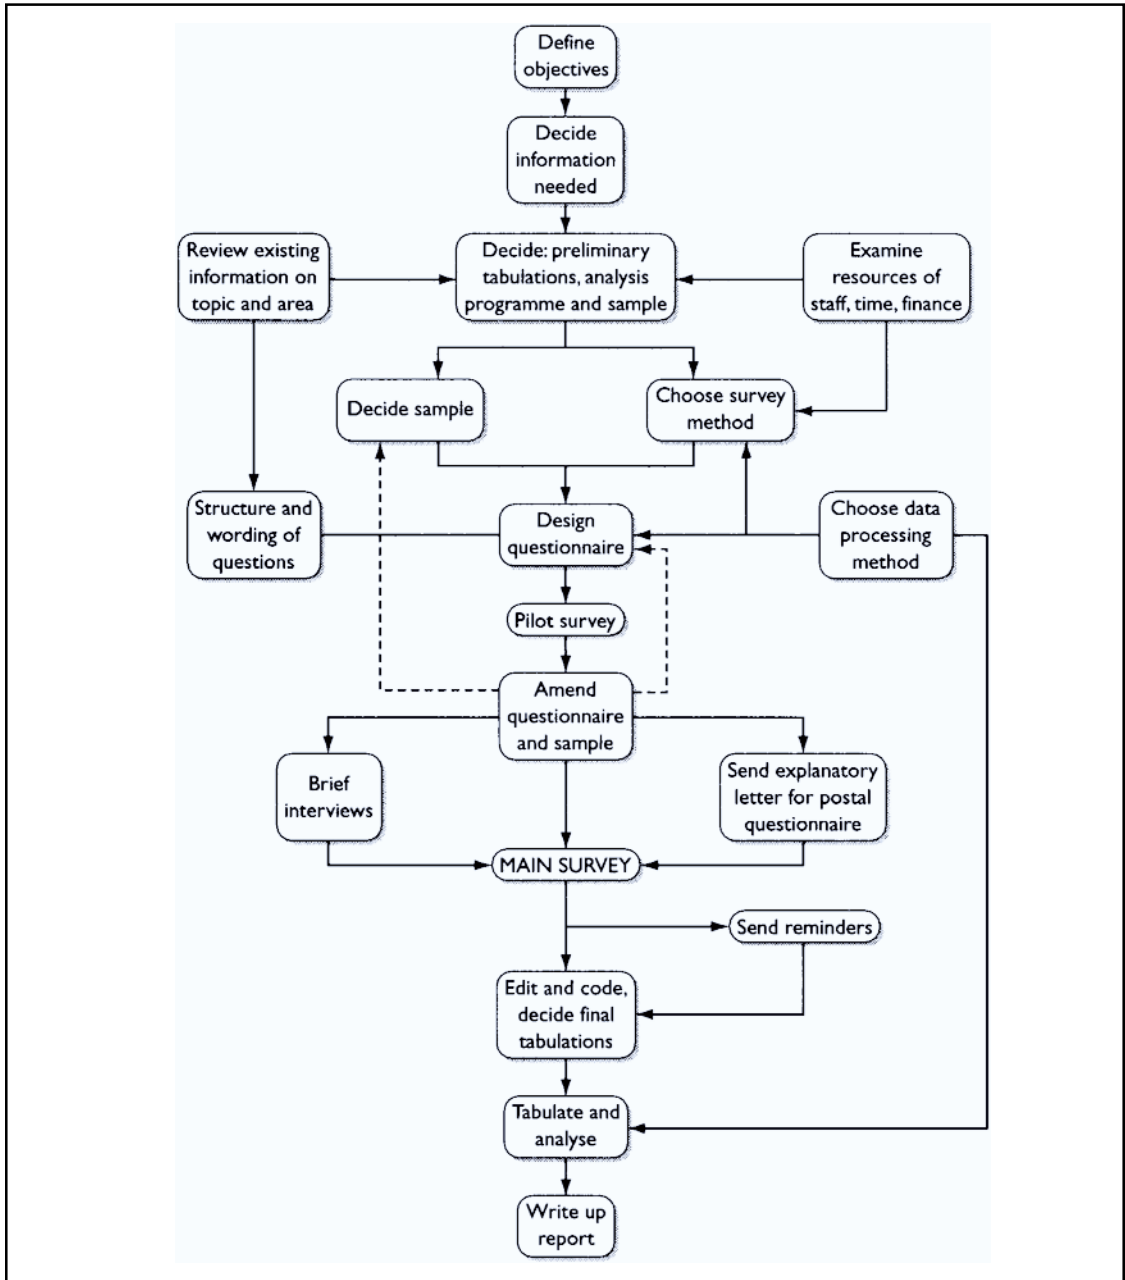 Define
objectives
Decide
information
needed
Review existing
information on
topic and area
Decide: preliminary
tabulations, analysis
programme and sample
Examine
resources of
staff, time, finance
Decide sample
Choose survey
method
Structure and
wording of
questions
Design
questionnaire
Choose data
processing
method
Pilot survey
Amend
questionnaire
and sample
Brief
interviews
Send explanatory
letter for postal
questionnaire
MAIN SURVEY
Send reminders
Edit and code,
decide final
tabulations
Tabulate and
analyse
Write up
report